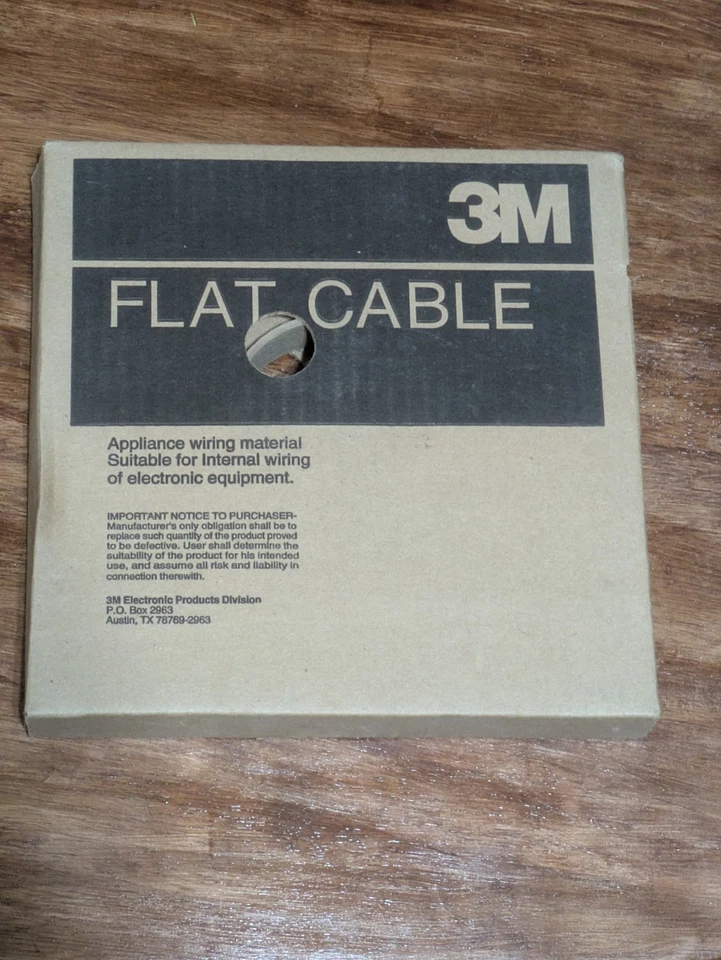 3M
FLAT CABLE
Appliance wiring material
Suitable for Internal wiring
of electronic equipment.
IMPORTANT NOTICE TO PURCHASER-
Manufacturer's only obligation shall be to
replace such quantity of the product proved
to be defective. User shall determine the
suitability of the product for his intended
use, and assume all risk and liability in
connection therewith.
3M Electronic Products Division
P.O. Box 2963
Austin, TX 78769-2963